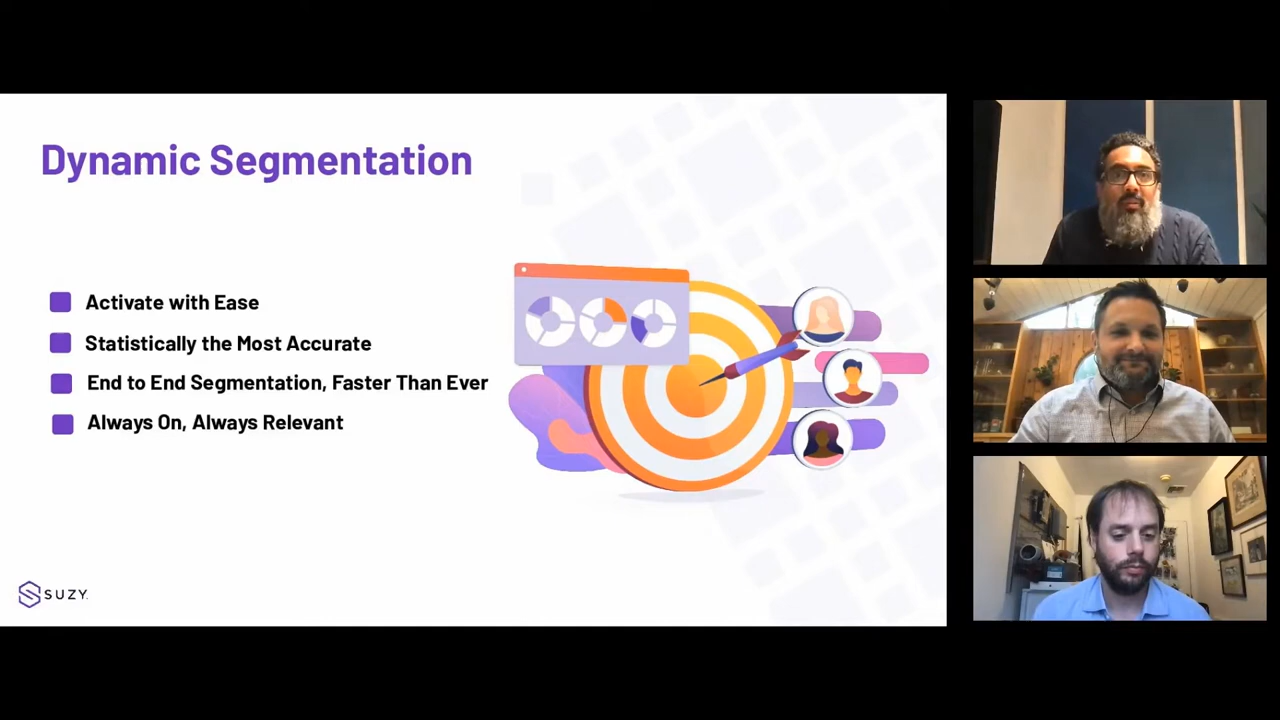 Dynamic Segmentation
Activate with Ease
Statistically the Most Accurate
End to End Segmentation, Faster Than Ever
Always On, Always Relevant
SUZY.